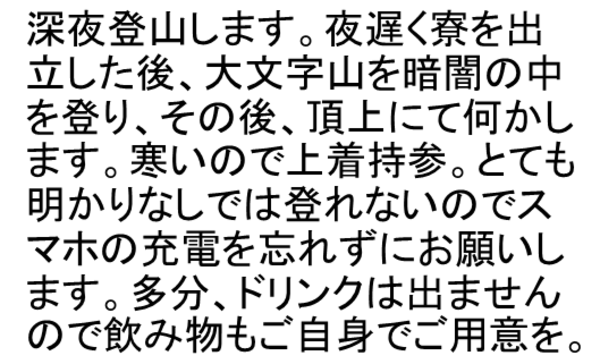 深夜登山します。夜遅く寮を出
立した後、大文字山を暗闇の中
を登り、その後、頂上にて何かし
ます。寒いので上着持参。とても
明かりなしでは登れないのでス
マホの充電を忘れずにお願いし
ます。多分、ドリンクは出ません
ので飲み物もご自身でご用意を。